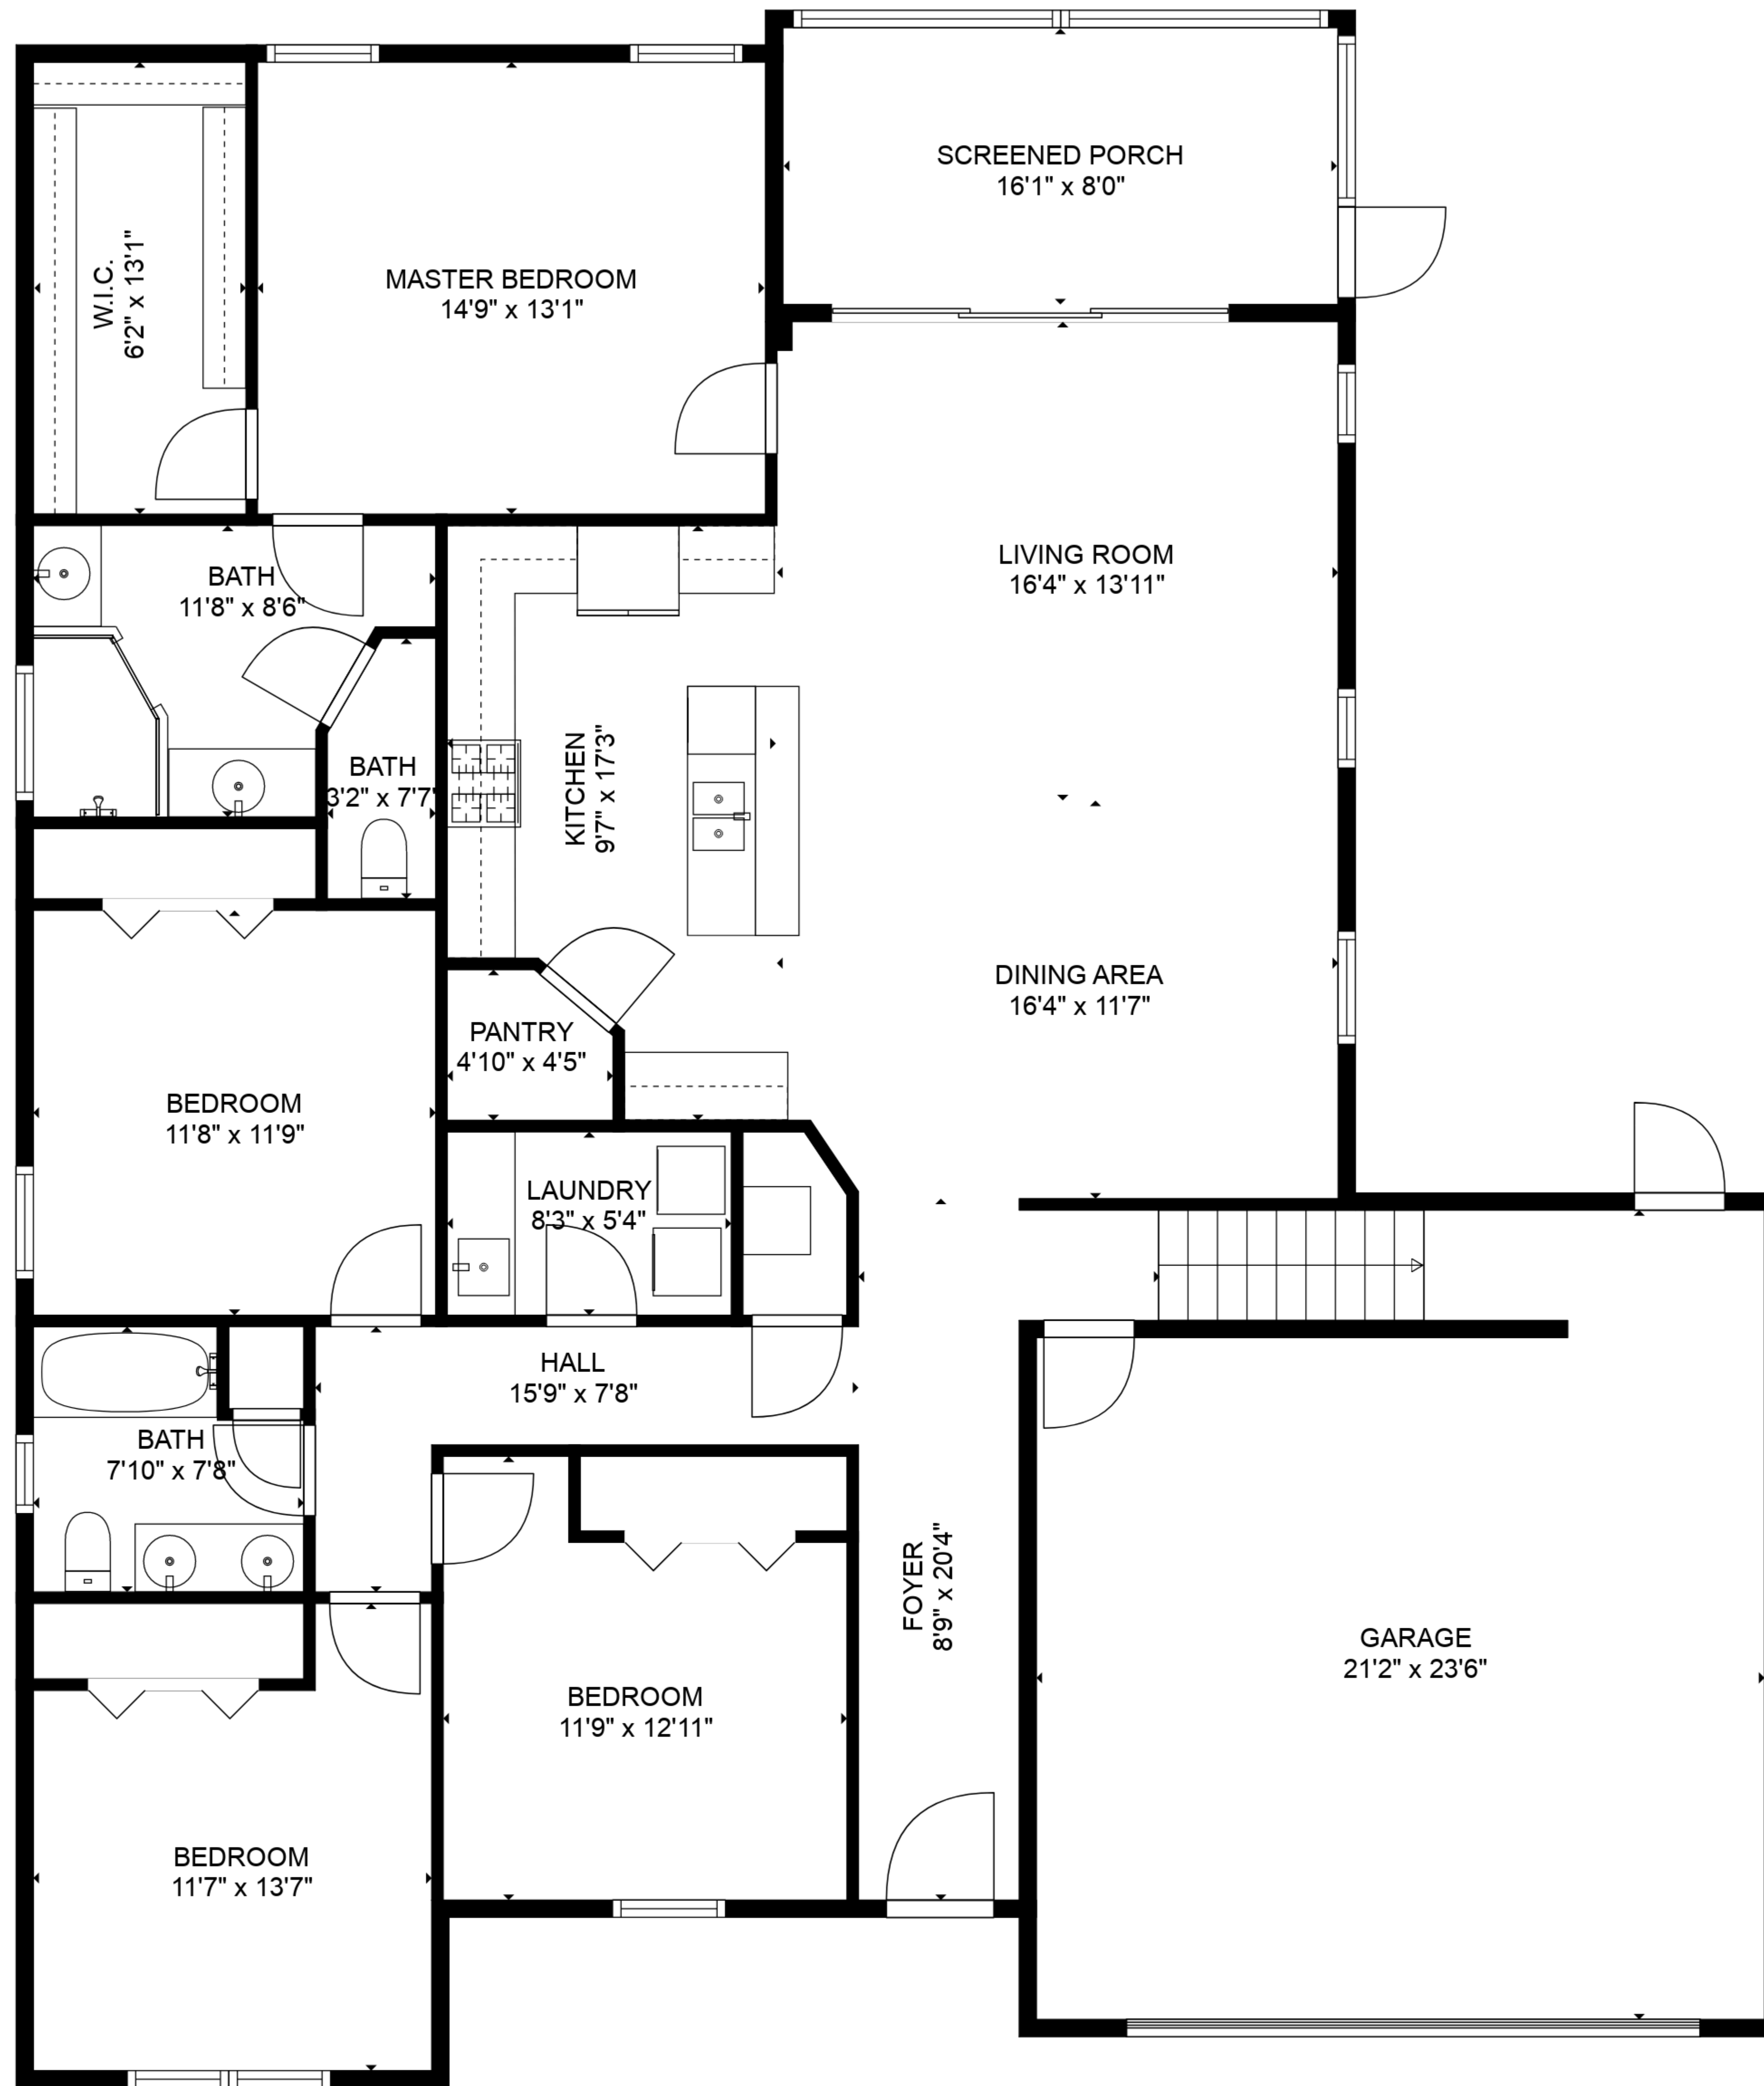 SCREENED PORCH
16'1" x 8'0"
W.I.C.
6'2" x 13'1"
MASTER BEDROOM
14'9" x 13'1"
LIVING ROOM
16'4" x 13'11"
BATH
11'8" x 8'6"
BATH
3'2" x 7'7"
KITCHEN
9'7" x 17'3"
DINING AREA
16'4" x 11'7"
PANTRY
4'10" x 4'5"
BEDROOM
11'8" x 11'9"
LAUNDRY
8'3" x 5'4"
HALL
15'9" x 7'8"
BATH
7'10" x 7'8"
FOYER
8'9" x 20'4"
GARAGE
21'2" x 23'6"
BEDROOM
11'9" x 12'11"
BEDROOM
11'7" x 13'7"